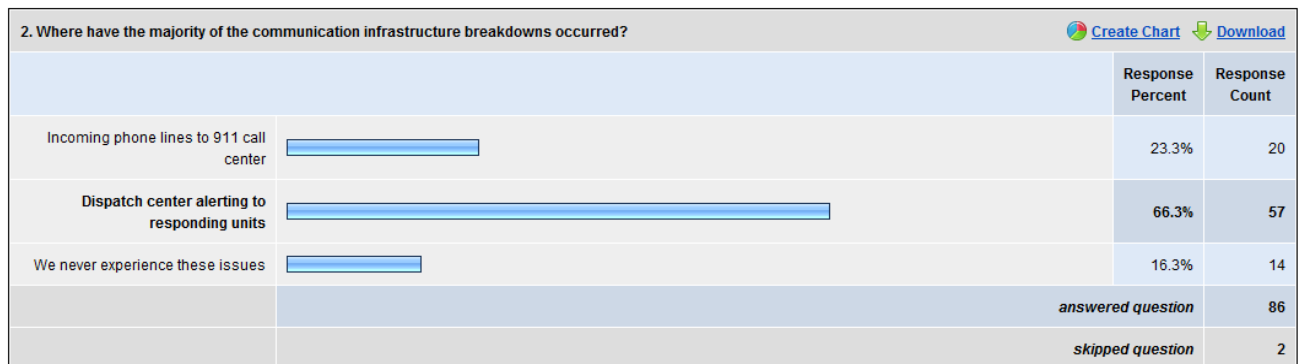 2. Where have the majority of the communication infrastructure breakdowns occurred?
Create Chart
Download
Response
Percent
Response
Count
Incoming phone lines to 911 call
center
23.3%
20
Dispatch center alerting to
responding units
66.3%
57
We never experience these issues
16.3%
14
answered question
86
skipped question
2